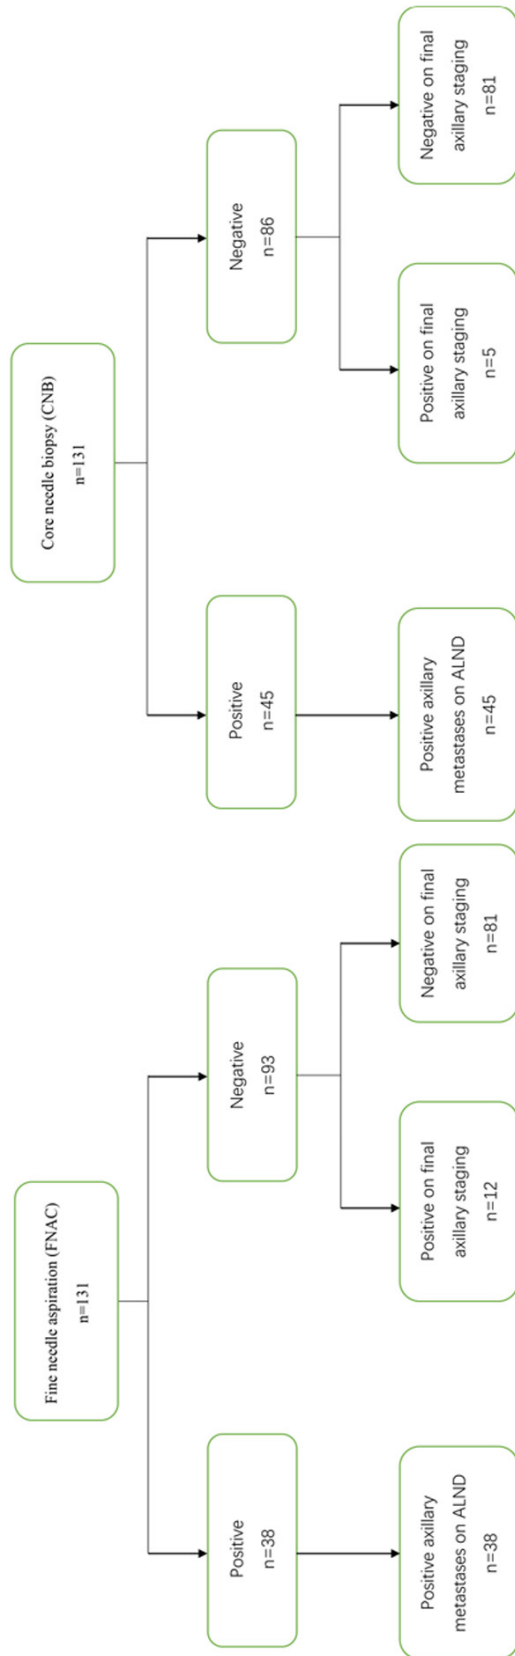 Fine needle aspiration (FNAC)
n=131
Positive
n=38
Negative
n=93
Positive axillary
metastases on ALND
n=38
Positive on final
axillary staging
n=12
Negative on final
axillary staging
n=81
Core needle biopsy (CNB)
n=131
Positive
n=45
Negative
n=86
Positive axillary
metastases on ALND
n=45
Positive on final
axillary staging
n=5
Negative on final
axillary staging
n=81